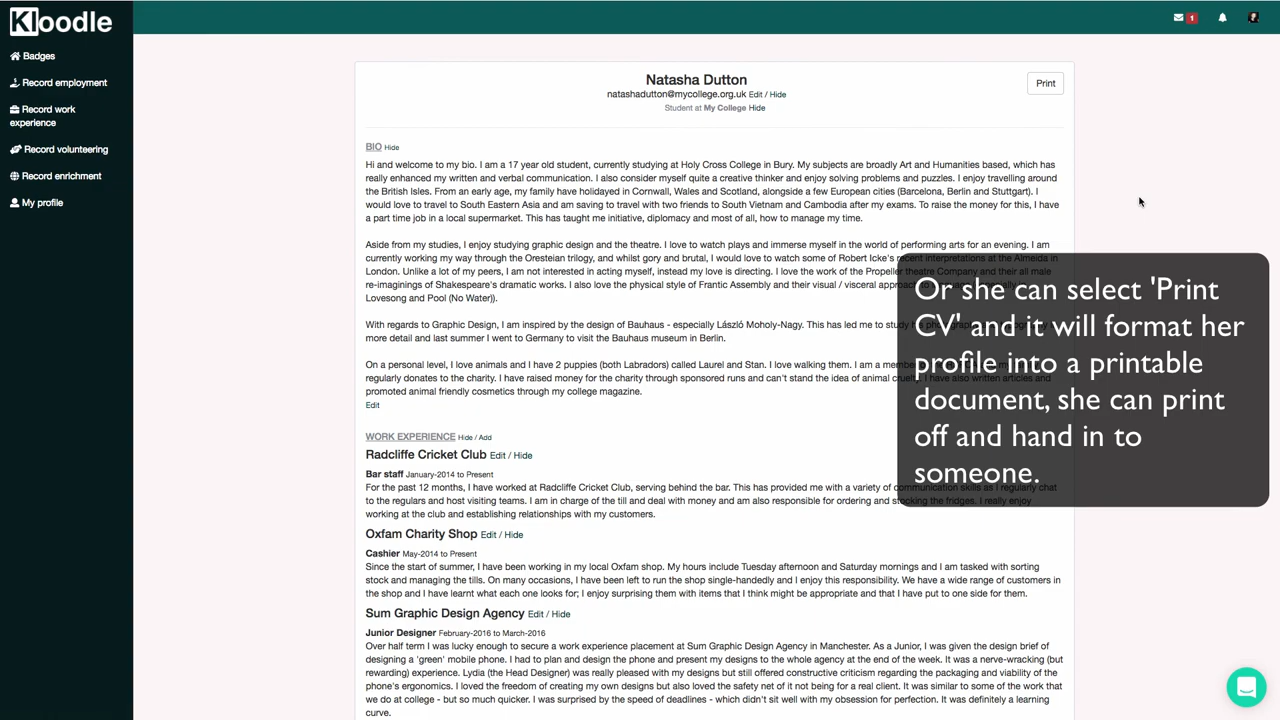 Kloodle
1
Badges
Record employment
Record work
experience
Record volunteering
Record enrichment
My profile
Natasha Dutton
Print
natashadutton@mycollege.org.uk Edit / Hide
Student at My College Hide
BIO Hide
Hi and welcome to my bio. I am a 17 year old student, currently studying at Holy Cross College in Bury. My subjects are broadly Art and Humanities based, which has
really enhanced my written and verbal communication. I also consider myself quite a creative thinker and enjoy solving problems and puzzles. I enjoy travelling around
the British Isles. From an early age, my family have holidayed in Cornwall, Wales and Scotland, alongside a few European cities (Barcelona, Berlin and Stuttgart). I
would love to travel to South Eastern Asia and am saving to travel with two friends to South Vietnam and Cambodia after my exams. To raise the money for this, I have
a part time job in a local supermarket. This has taught me initiative, diplomacy and most of all, how to manage my time.
Aside from my studies, I enjoy studying graphic design and the theatre. I love to watch plays and immerse myself in the world of performing arts for an evening. I am
currently working my way through the Oresteian trilogy, and whilst gory and brutal, I would love to watch some of Robert Icke's recent interpretations at the Almeida in
London. Unlike a lot of my peers, I am not interested in acting myself, instead my love is directing. I love the work of the Propeller theatre Company and their all male
re-imaginings of Shakespeare's dramatic works. I also love the physical style of Frantic Assembly and their visual / visceral approach
Lovesong and Pool (No Water)).
With regards to Graphic Design, I am inspired by the design of Bauhaus - especially László Moholy-Nagy. This has led me to study his
more detail and last summer I went to Germany to visit the Bauhaus museum in Berlin.
On a personal level, I love animals and I have 2 puppies (both Labradors) called Laurel and Stan. I love walking them. I am a
regularly donates to the charity. I have raised money for the charity through sponsored runs and can't stand the idea of animal cruelty. I have also written articles and
promoted animal friendly cosmetics through my college magazine.
Edit
Or she can select 'Print
CV' and it will format her
profile into a printable
document, she can print
off and hand in to
someone.
WORK EXPERIENCE Hide / Add
Radcliffe Cricket Club Edit / Hide
Bar staff January-2014 to Present
For the past 12 months, I have worked at Radcliffe Cricket Club, serving behind the bar. This has provided me with a variety of communication skills as I regularly chat
to the regulars and host visiting teams. I am in charge of the till and deal with money and am also responsible for ordering and stocking the fridges. I really enjoy
working at the club and establishing relationships with my customers.
Oxfam Charity Shop Edit / Hide
Cashier May-2014 to Present
Since the start of summer, I have been working in my local Oxfam shop. My hours include Tuesday afternoon and Saturday mornings and I am tasked with sorting
stock and managing the tills. On many occasions, I have been left to run the shop single-handedly and I enjoy this responsibility. We have a wide range of customers in
the shop and I have learnt what each one looks for; I enjoy surprising them with items that I think might be appropriate and that I have put to one side for them.
Sum Graphic Design Agency Edit / Hide
Junior Designer February-2016 to March-2016
Over half term I was lucky enough to secure a work experience placement at Sum Graphic Design Agency in Manchester. As a Junior, I was given the design brief of
designing a 'green' mobile phone. I had to plan and design the phone and present my designs to the whole agency at the end of the week. It was a nerve-wracking (but
rewarding) experience. Lydia (the Head Designer) was really pleased with my designs but still offered constructive criticism regarding the packaging and viability of the
phone's ergonomics. I loved the freedom of creating my own designs but also loved the safety net of it not being for a real client. It was similar to some of the work that
we do at college - but so much quicker. I was surprised by the speed of deadlines - which didn't sit well with my obsession for perfection. It was definitely a learning
curve.